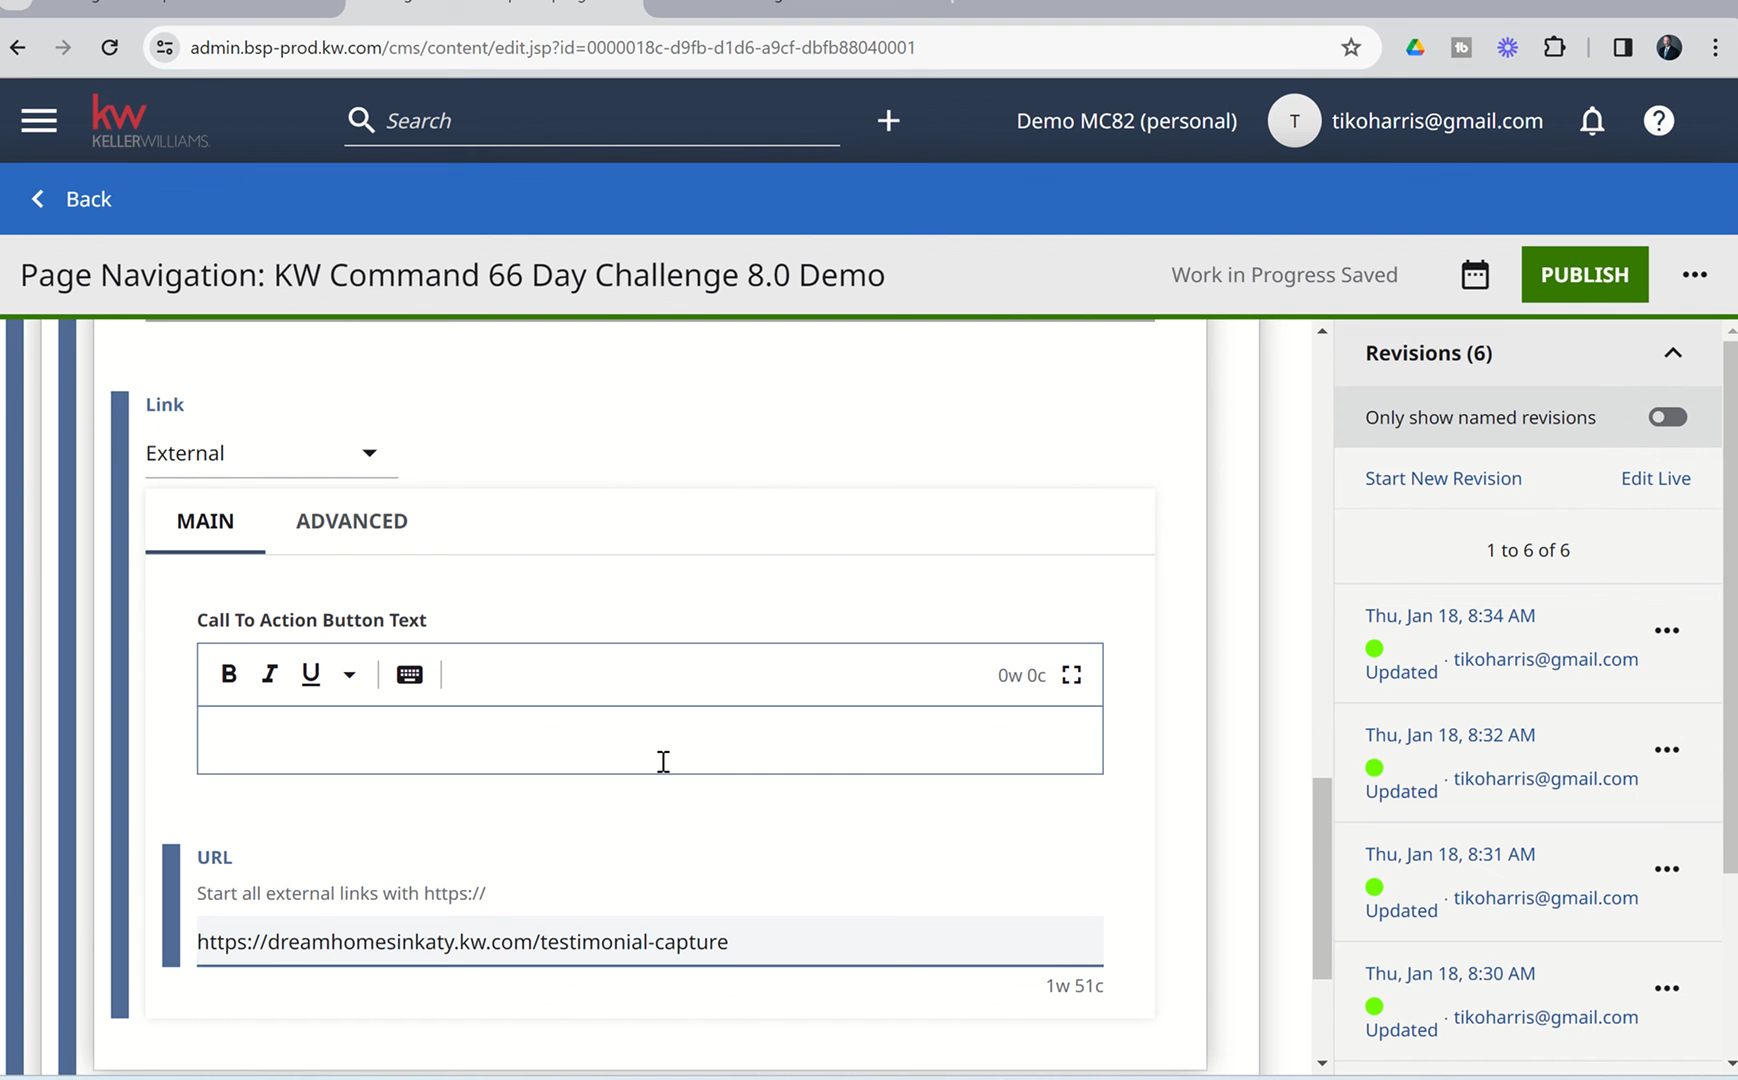 admin.bsp-prod.kw.com/cms/content/edit.jsp?id=0000018c-d9fb-d1d6-a9cf-dbfb88040001
tb
kw
KELLERWILLIAMS.
Search
Demo MC82 (personal)
T
tikoharris@gmail.com
Back
Page Navigation: KW Command 66 Day Challenge 8.0 Demo
Work in Progress Saved
PUBLISH
Link
External
MAIN
ADVANCED
Call To Action Button Text
B I U
0w 0c
URL
Start all external links with https://
https://dreamhomesinkaty.kw.com/testimonial-capture
1w 51c
Revisions (6)
Only show named revisions
Start New Revision
Edit Live
1 to 6 of 6
Thu, Jan 18, 8:34 AM
Updated · tikoharris@gmail.com
Thu, Jan 18, 8:32 AM
Updated · tikoharris@gmail.com
Thu, Jan 18, 8:31 AM
Updated · tikoharris@gmail.com
Thu, Jan 18, 8:30 AM
Updated · tikoharris@gmail.com